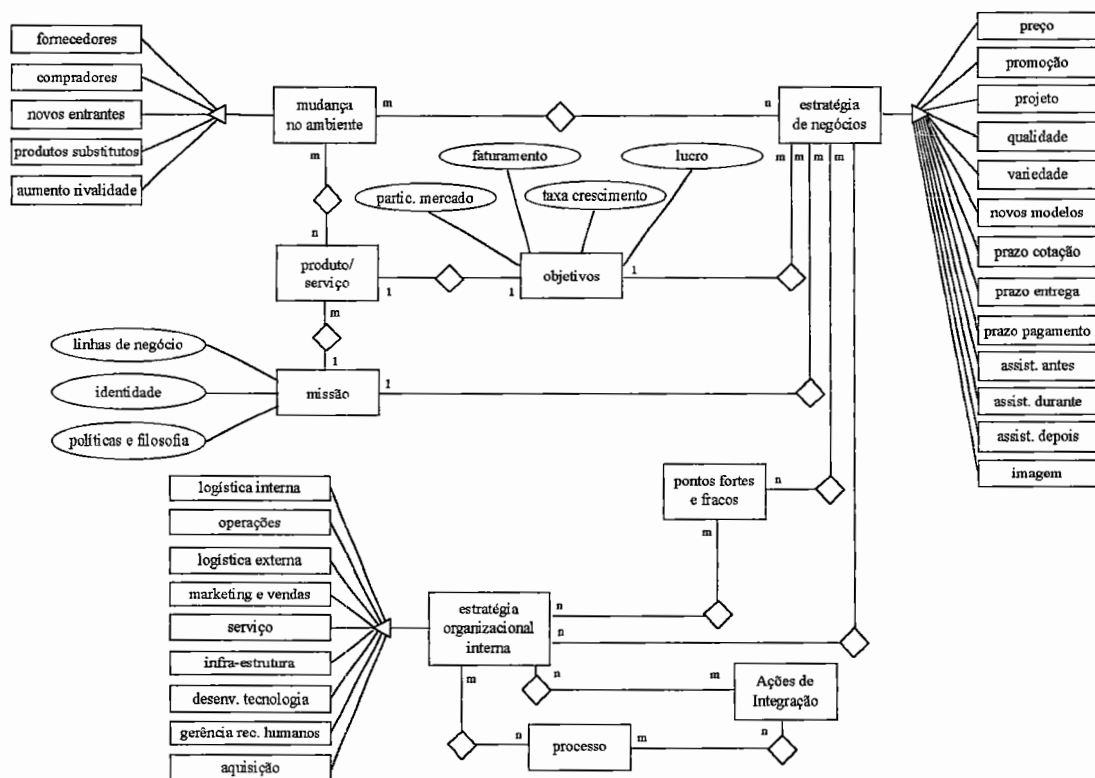 fornecedores
compradores
novos entrantes
produtos substitutos
aumento rivalidade
mudança
no ambiente
m
n
estratégia
de negócios
preço
promoção
projeto
qualidade
variedade
novos modelos
prazo cotação
prazo entrega
prazo pagamento
assist. antes
assist. durante
assist. depois
imagem
m
m
m
m
m
faturamento
lucro
partic. mercado
taxa crescimento
n
produto/
serviço
1
1
objetivos
1
m
1
linhas de negócio
identidade
políticas e filosofia
missão
1
pontos fortes
e fracos
n
m
logística interna
operações
logística externa
marketing e vendas
serviço
infra-estrutura
desenv. tecnologia
gerência rec. humanos
aquisição
estratégia
organizacional
interna
n
n
m
n
m
Ações de
Integração
n
processo
m
n